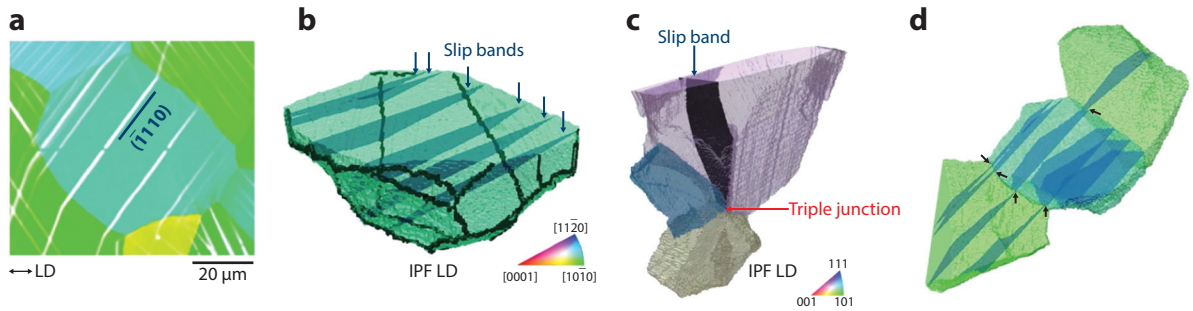 a
(1̄110)
LD
20 μm
b
Slip bands
IPF LD
[112̄0]
[0001]
[101̄0]
c
Slip band
Triple junction
IPF LD
111
001
101
d